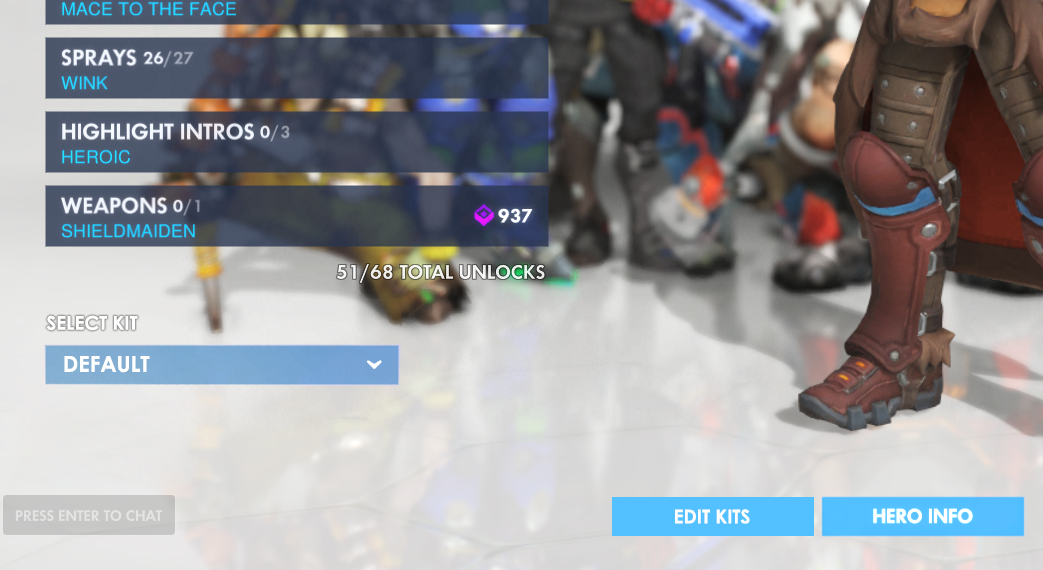 MACE TO THE FACE
SPRAYS 26/27
WINK
HIGHLIGHT INTROS 0/3
HEROIC
WEAPONS 0/1
937
SHIELDMAIDEN
51/68 TOTAL UNLOCKS
SELECT KIT
DEFAULT
PRESS ENTER TO CHAT
EDIT KITS
HERO INFO